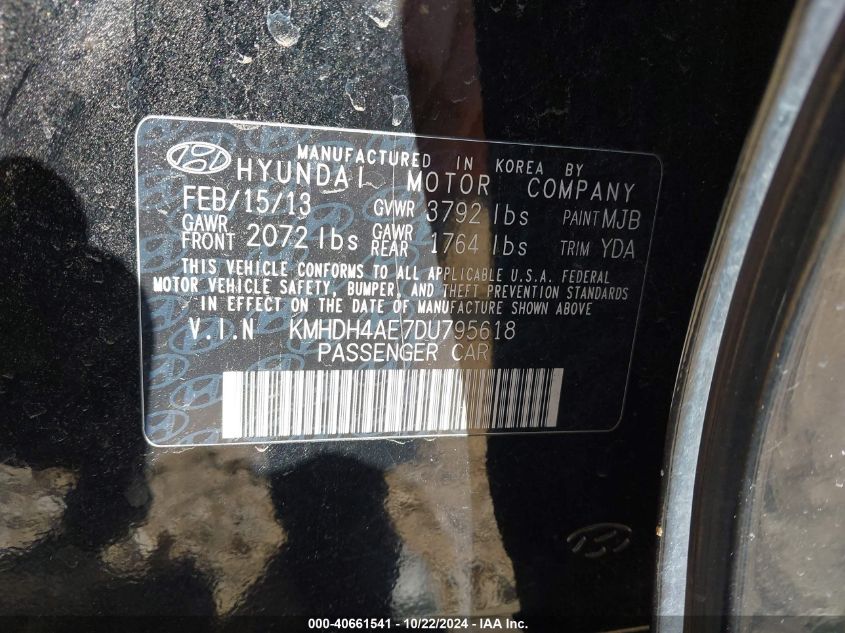 MANUFACTURED IN KOREA BY
HYUNDAI MOTOR COMPANY
FEB/15/13 GVWR 3792 lbs PAINT MJB
GAWR FRONT 2072 lbs GAWR REAR 1764 lbs TRIM YDA
THIS VEHICLE CONFORMS TO ALL APPLICABLE U.S.A. FEDERAL
MOTOR VEHICLE SAFETY, BUMPER, AND THEFT PREVENTION STANDARDS
IN EFFECT ON THE DATE OF MANUFACTURE SHOWN ABOVE
V.I.N KMHDH4AE7DU795618
PASSENGER CAR
000-40661541 - 10/22/2024 - IAA Inc.